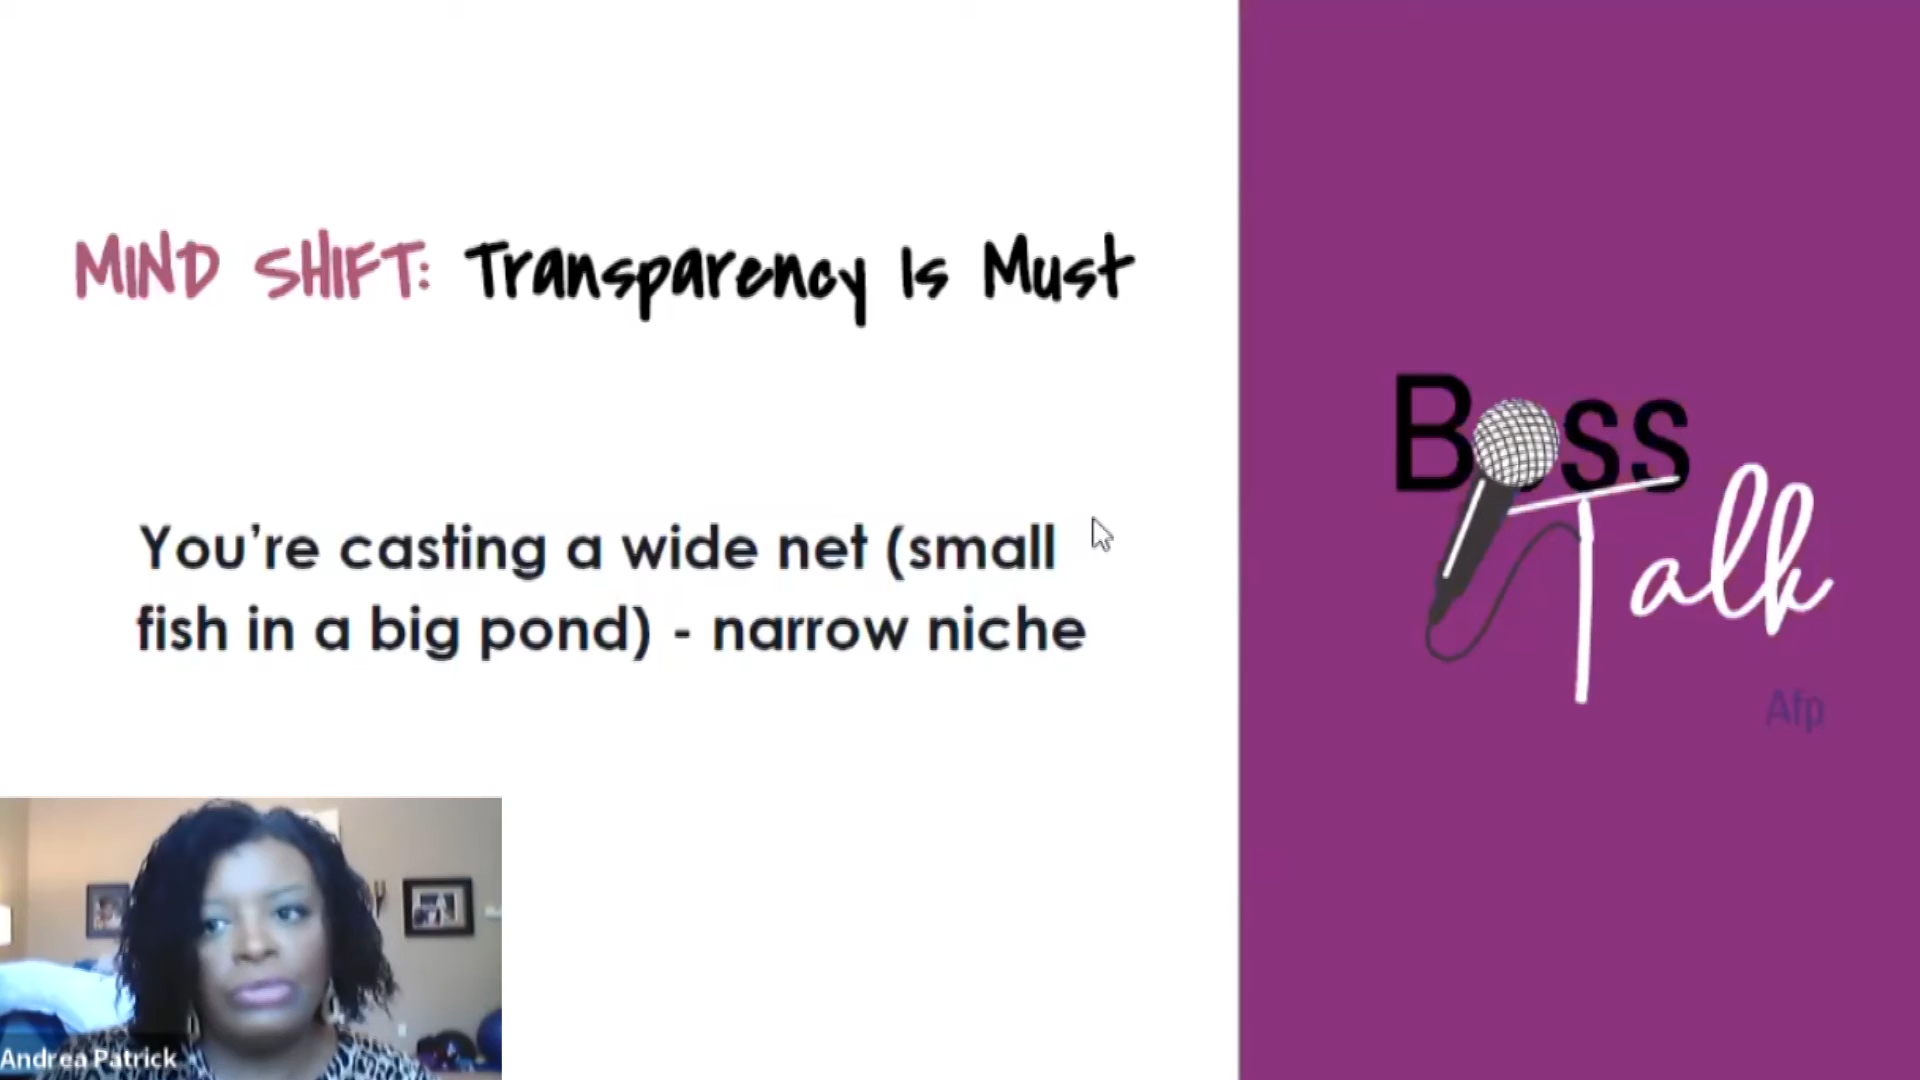 MIND SHIFT: Transparency Is Must
You're casting a wide net (small
fish in a big pond) - narrow niche
Boss
Talk
Afp
Andrea Patrick